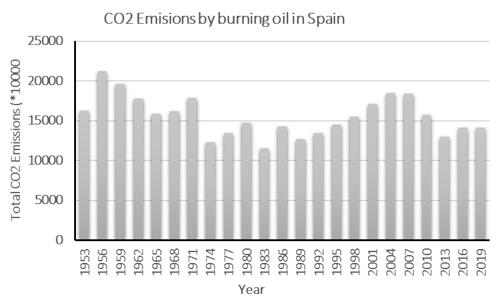 CO2 Emisions by burning oil in Spain
Total CO2 Emissions (*10000
25000
20000
15000
10000
5000
0
1953 1956 1959 1962 1965 1968 1971 1974 1977 1980 1983 1986 1989 1992 1995 1998 2001 2004 2007 2010 2013 2016 2019
Year